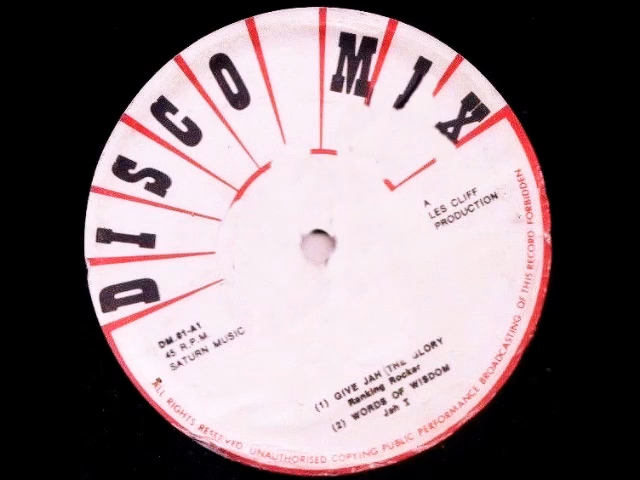 DISCO MIX
A
LES CLIFF
PRODUCTION
DM.01-A1
45 R.P.M.
SATURN MUSIC
(1) GIVE JAH THE GLORY
Ranking Rocker
(2) WORDS OF WISDOM
Jah I
ALL RIGHTS RESERVED UNAUTHORISED COPYING PUBLIC PERFORMANCE BROADCASTING OF THIS RECORD FORBIDDEN